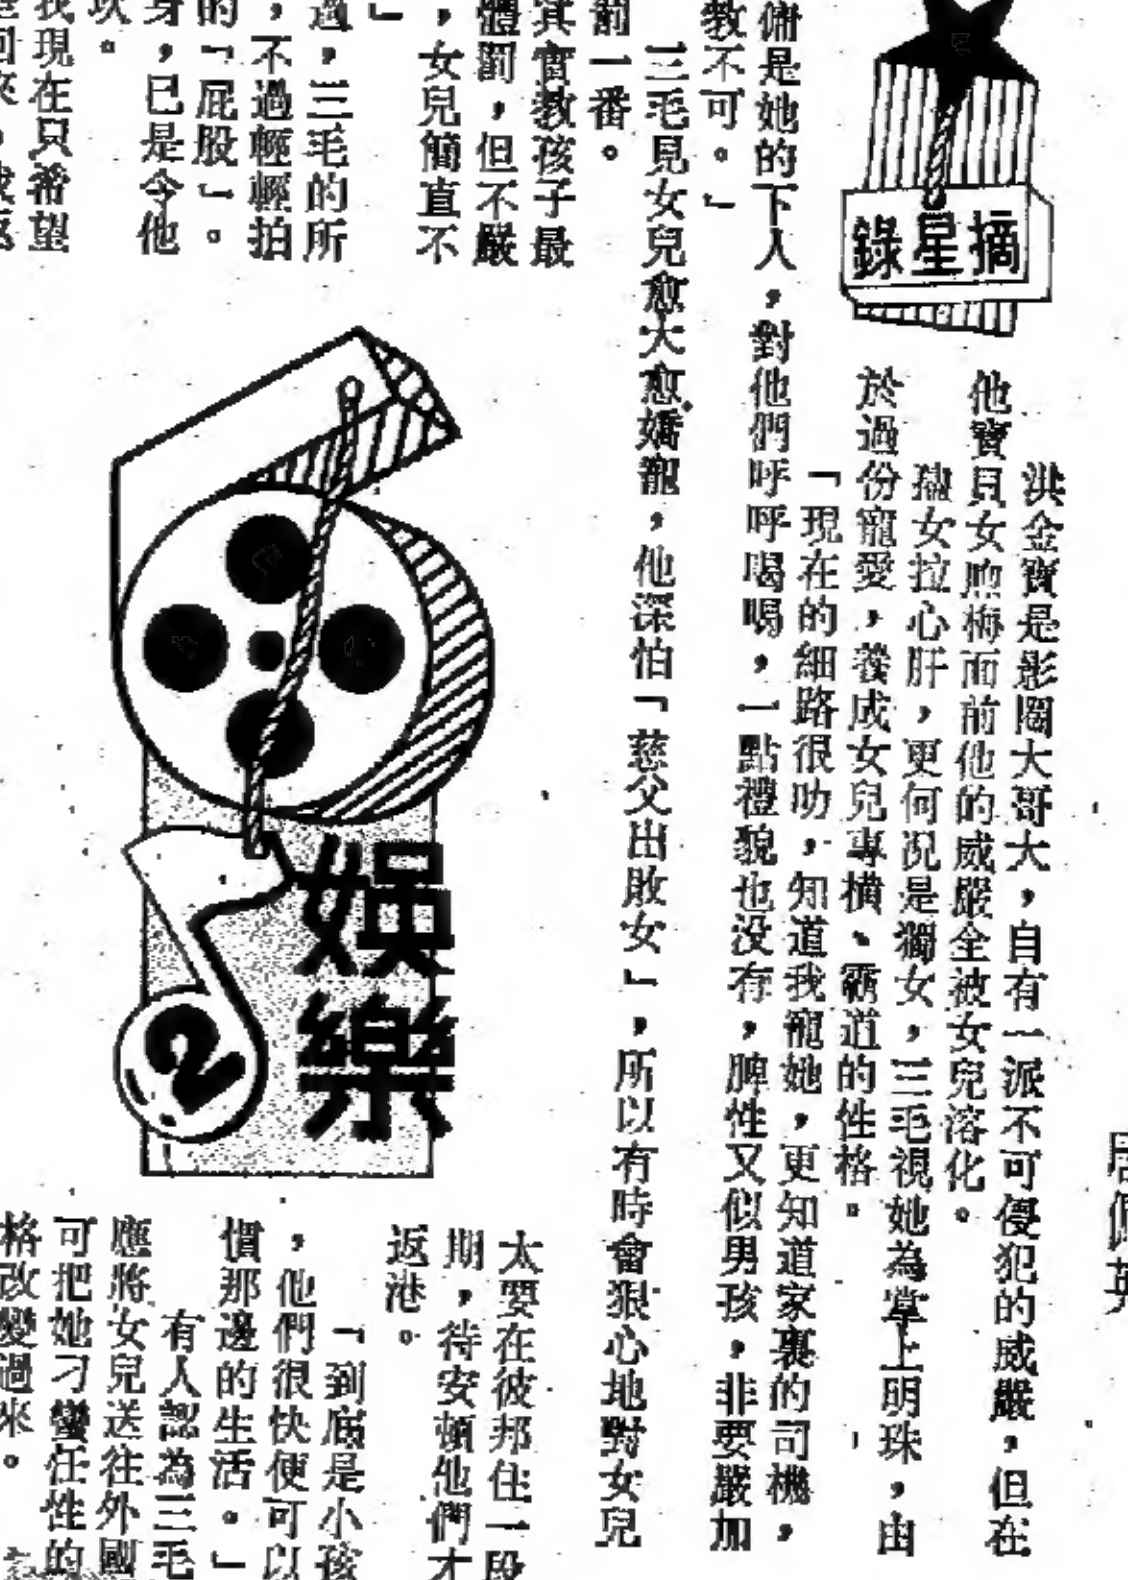 摘星錄
洪金寶是影圈大哥大，自有一派不可侵犯的威嚴，但在
他寶貝女煦梅面前他的威嚴全被女兒溶化。
孻女拉心肝，更何況是獨女，三毛視她為掌上明珠，由
於過份寵愛，養成女兒專橫、霸道的性格。
「現在的細路很叻，知道我寵她，更知道家裏的司機，
傭是她的下人，對他們呼呼喝喝，一點禮貌也没有，脾性又似男孩，非要嚴加
教不可。」
三毛見女兒愈大愈嬌寵，他深怕「慈父出敗女」，所以有時會狠心地對女兒
一番。
其實教孩子最
體罰，但不嚴
，女兒簡直不
」
，三毛的所
，不過輕輕拍
的「屁股」。
身，已是令他
。
我現在只希望
娛樂
2
太要在彼邦住一段
期，待安頓他們才
返港。
「到底是小孩
，他們很快便可以
慣那邊的生活。」
有人認為三毛
應將女兒送往外國
可把她刁蠻任性的
格改變過來。